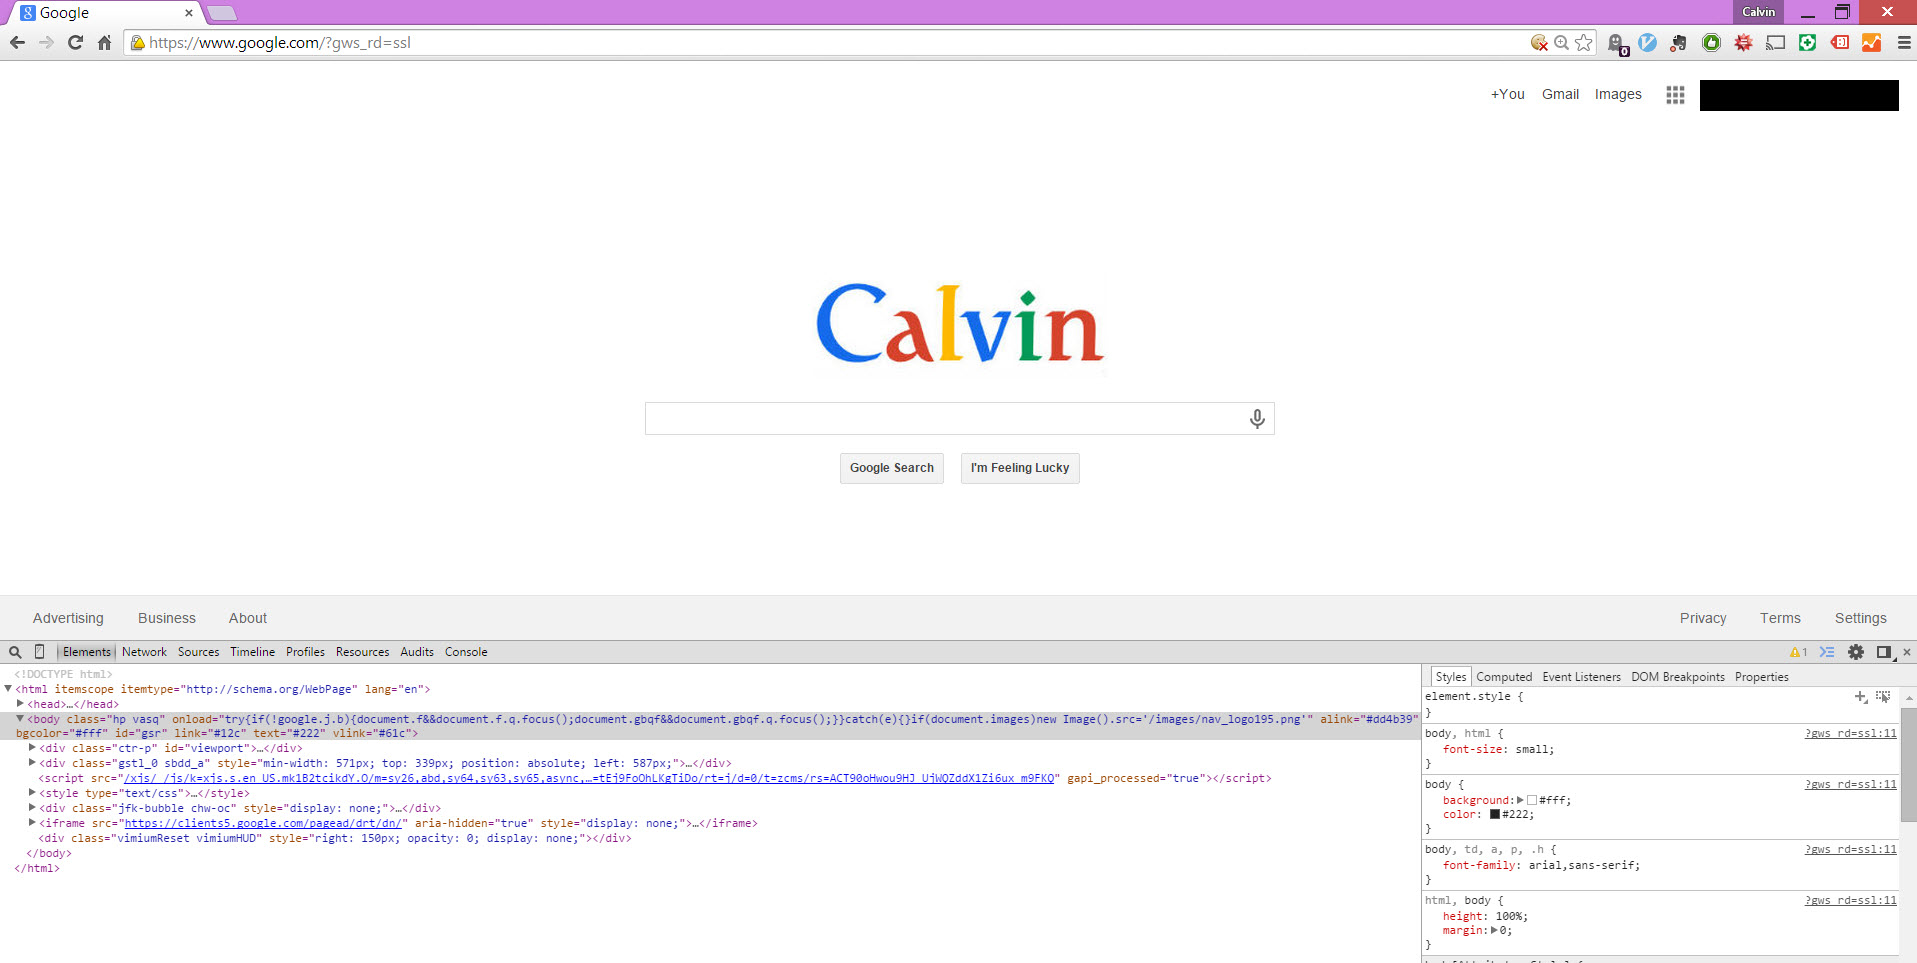 Google
Calvin
https://www.google.com/?gws_rd=ssl
0
+You Gmail Images
Calvin
Google Search I'm Feeling Lucky
Advertising Business About Privacy Terms Settings
Elements Network Sources Timeline Profiles Resources Audits Console 1
<!DOCTYPE html>
<html itemscope itemtype="http://schema.org/WebPage" lang="en">
<head>…</head>
<body class="hp vasq" onload="try{if(!google.j.b){document.f&&document.f.q.focus();document.gbqf&&document.gbqf.q.focus();}}catch(e){}if(document.images)new Image().src='/images/nav_logo195.png'" alink="#dd4b39"
bgcolor="#fff" id="gsr" link="#12c" text="#222" vlink="#61c">
<div class="ctr-p" id="viewport">…</div>
<div class="gstl_0 sbdd_a" style="min-width: 571px; top: 339px; position: absolute; left: 587px;">…</div>
<script src="/xjs/_/js/k=xjs.s.en_US.mk1B2tcikdY.O/m=sy26,abd,sy64,sy63,sy65,async,…=tEj9FoOhLKgTiDo/rt=j/d=0/t=zcms/rs=ACT90oHwou9HJ_UjWQZddX1Zi6ux_m9FKQ" gapi_processed="true"></script>
<style type="text/css">…</style>
<div class="jfk-bubble chw-oc" style="display: none;">…</div>
<iframe src="https://clients5.google.com/pagead/drt/dn/" aria-hidden="true" style="display: none;">…</iframe>
<div class="vimiumReset vimiumHUD" style="right: 150px; opacity: 0; display: none;"></div>
</body>
</html>
Styles Computed Event Listeners DOM Breakpoints Properties
element.style {
}
body, html { ?gws_rd=ssl:11
font-size: small;
}
body { ?gws_rd=ssl:11
background: #fff;
color: #222;
}
body, td, a, p, .h { ?gws_rd=ssl:11
font-family: arial,sans-serif;
}
html, body { ?gws_rd=ssl:11
height: 100%;
margin: 0;
}